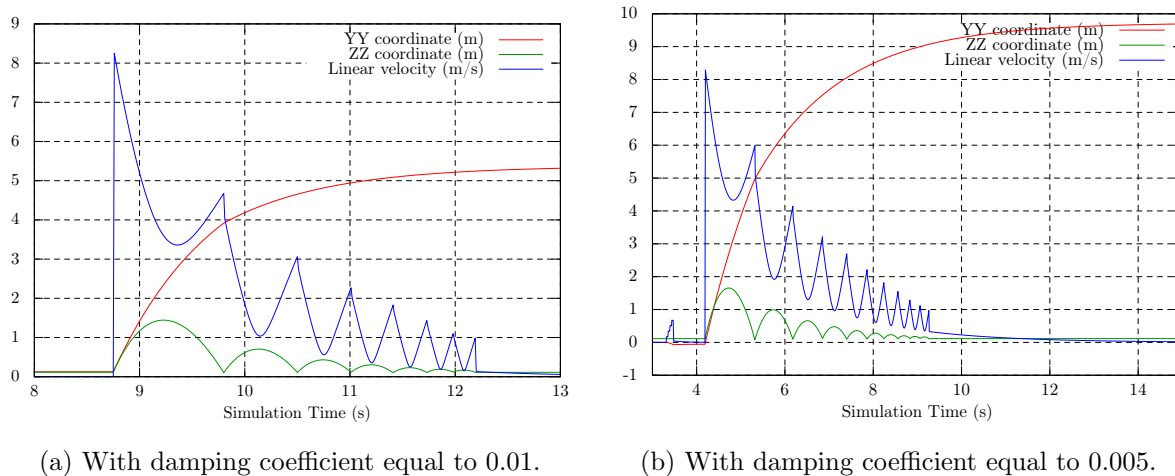 9
8
7
6
5
4
3
2
1
0
YY coordinate (m)
ZZ coordinate (m)
Linear velocity (m/s)
8 9 10 11 12 13
Simulation Time (s)
(a) With damping coefficient equal to 0.01.
10
9
8
7
6
5
4
3
2
1
0
-1
YY coordinate (m)
ZZ coordinate (m)
Linear velocity (m/s)
4 6 8 10 12 14
Simulation Time (s)
(b) With damping coefficient equal to 0.005.